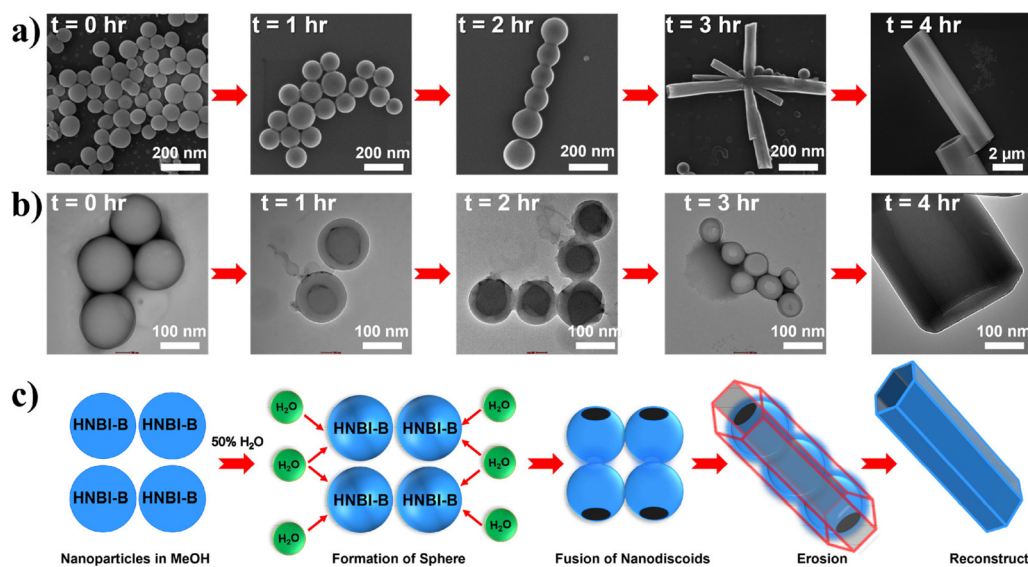 a)
t = 0 hr
200 nm
t = 1 hr
200 nm
t = 2 hr
200 nm
t = 3 hr
200 nm
t = 4 hr
2 µm
b)
t = 0 hr
100 nm
t = 1 hr
100 nm
t = 2 hr
100 nm
t = 3 hr
100 nm
t = 4 hr
100 nm
c)
HNBI-B HNBI-B
HNBI-B HNBI-B
50% H₂O
H₂O
H₂O
HNBI-B HNBI-B
H₂O
H₂O
HNBI-B HNBI-B
H₂O
H₂O
Nanoparticles in MeOH
Formation of Sphere
Fusion of Nanodiscoids
Erosion
Reconstruct